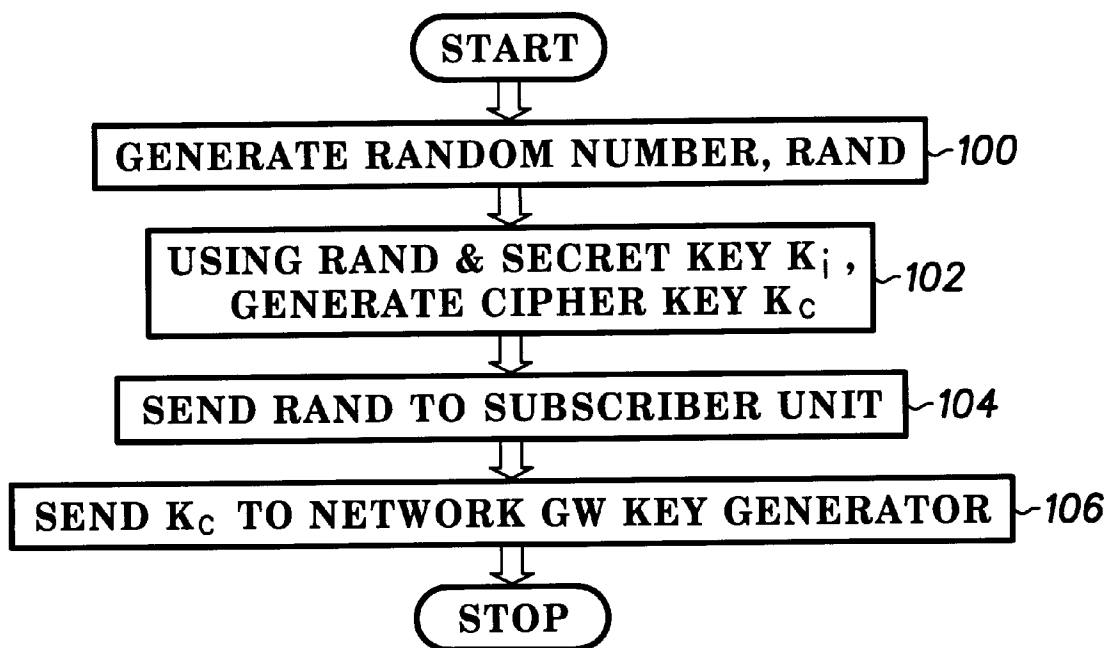 START
GENERATE RANDOM NUMBER, RAND
100
USING RAND & SECRET KEY Ki ,
GENERATE CIPHER KEY KC
102
SEND RAND TO SUBSCRIBER UNIT
104
SEND KC TO NETWORK GW KEY GENERATOR
106
STOP